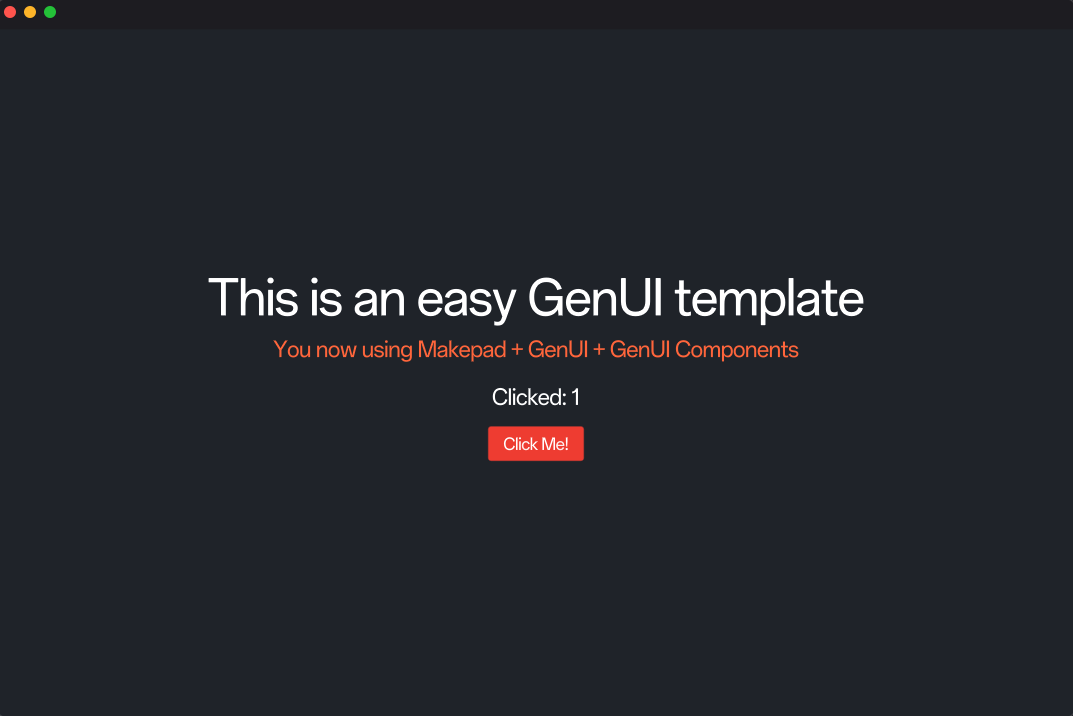 This is an easy GenUI template
You now using Makepad + GenUI + GenUI Components
Clicked: 1
Click Me!